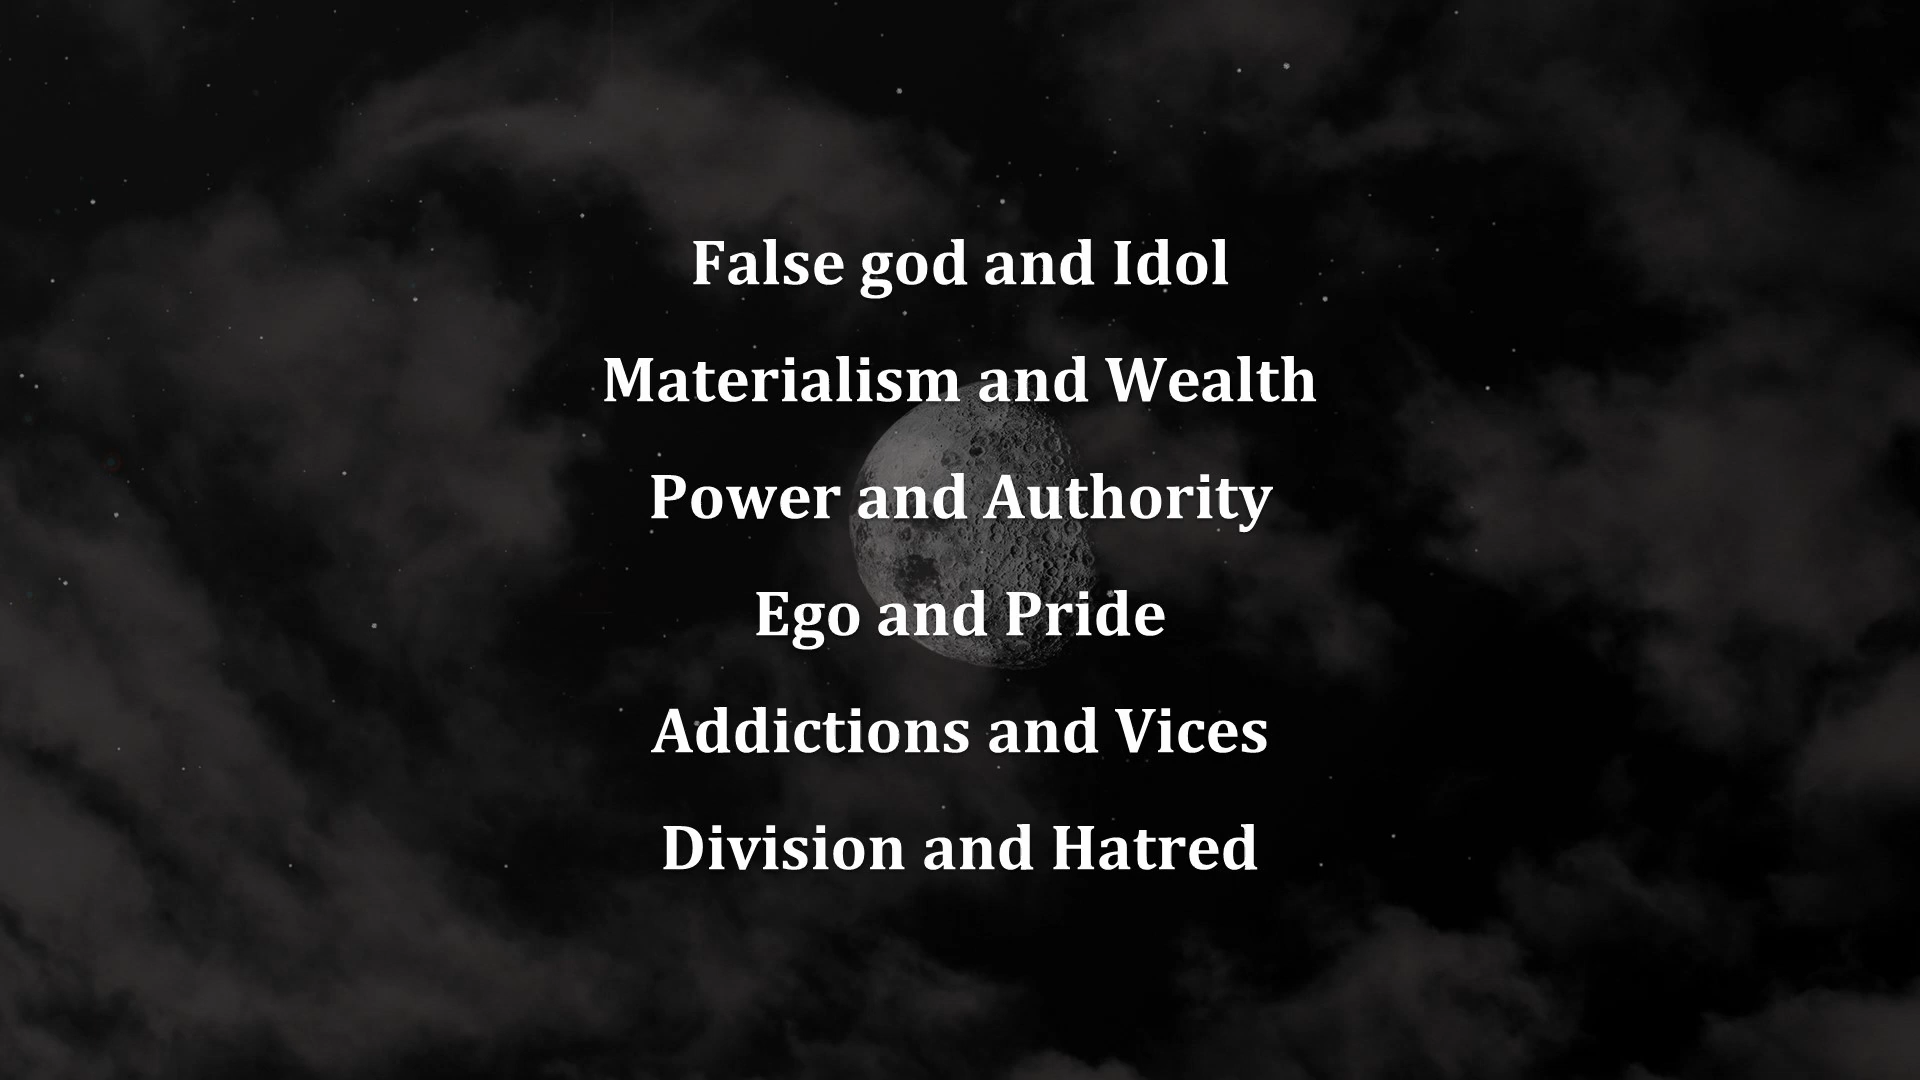 False god and Idol
Materialism and Wealth
Power and Authority
Ego and Pride
Addictions and Vices
Division and Hatred